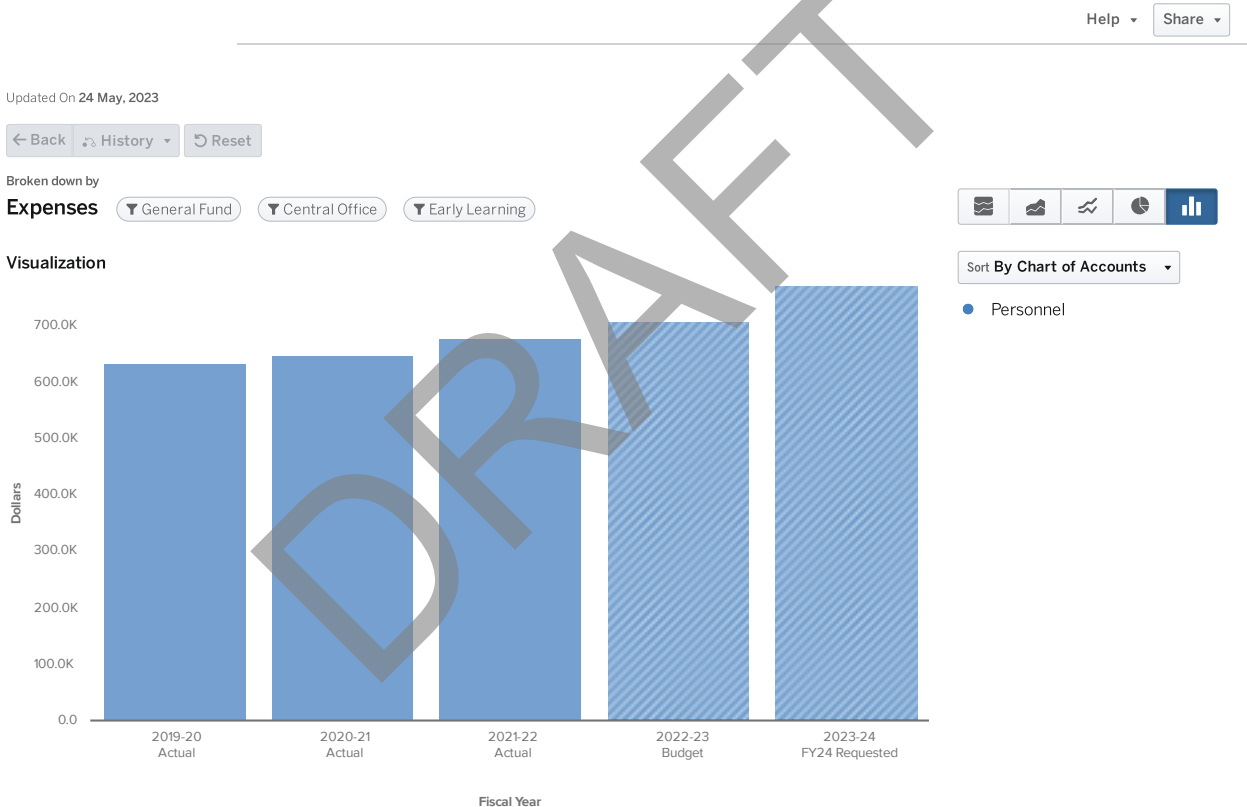 Help
Share
Updated On 24 May, 2023
Back
History
Reset
Broken down by
Expenses
General Fund
Central Office
Early Learning
Visualization
Sort By Chart of Accounts
Personnel
700.0K
600.0K
500.0K
400.0K
300.0K
200.0K
100.0K
0.0
Dollars
2019-20
Actual
2020-21
Actual
2021-22
Actual
2022-23
Budget
2023-24
FY24 Requested
Fiscal Year
DRAFT